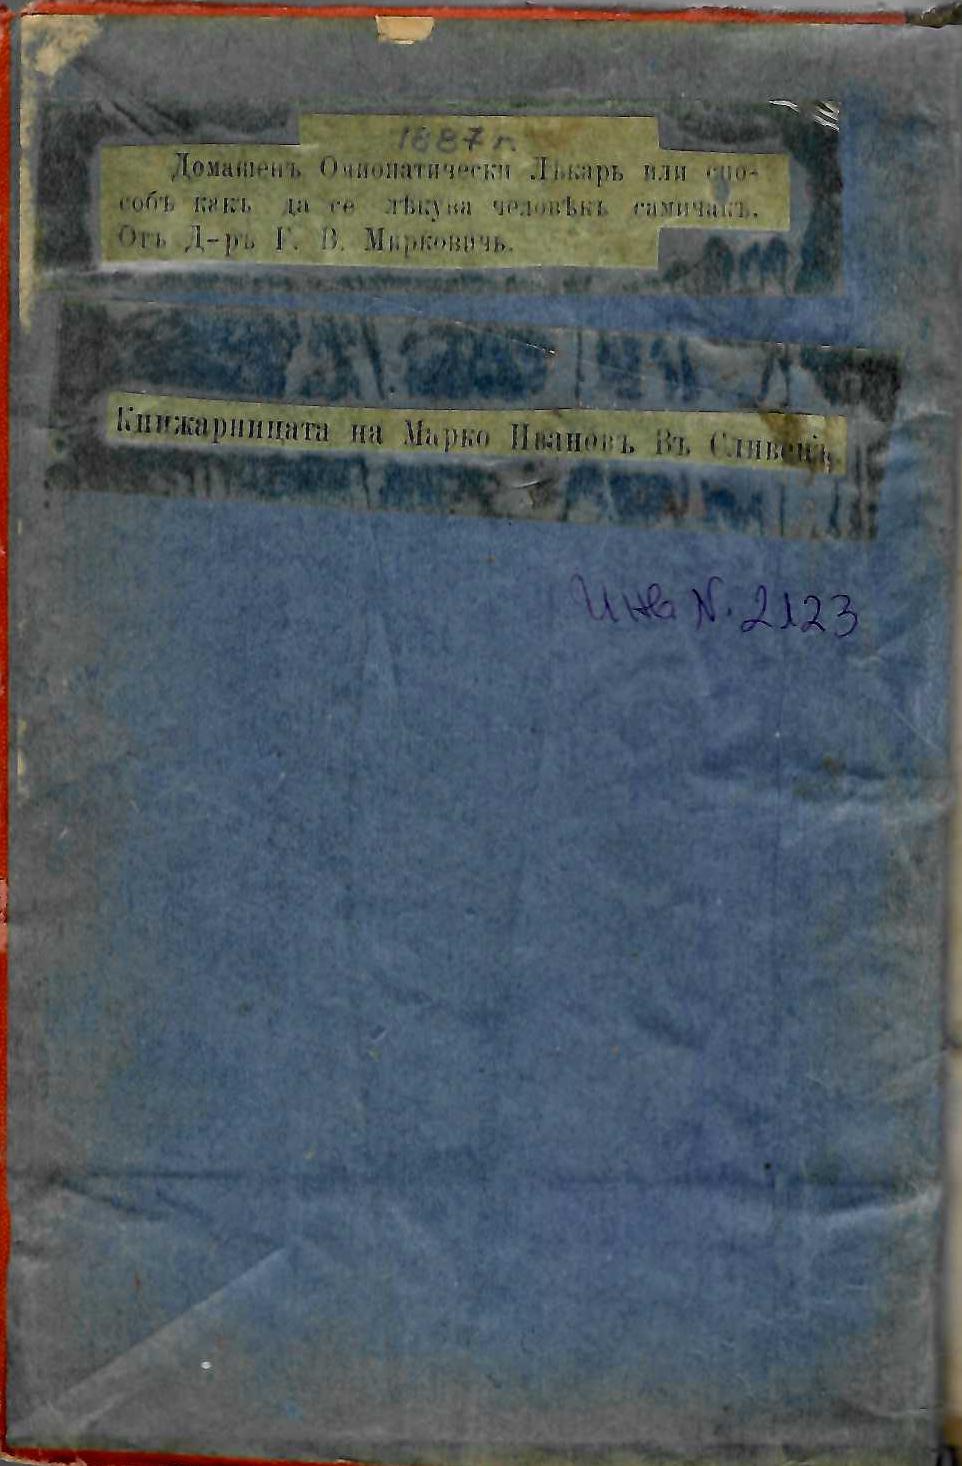 1887 г.
Домашенъ Омиопатически Лѣкарь или спо-
собъ какъ да се лѣкува человѣкъ самичакъ.
Отъ Д-ръ Г. В. Мирковичь.
Книжарницата на Марко Ивановъ Въ Сливенъ.
Инв N. 2123